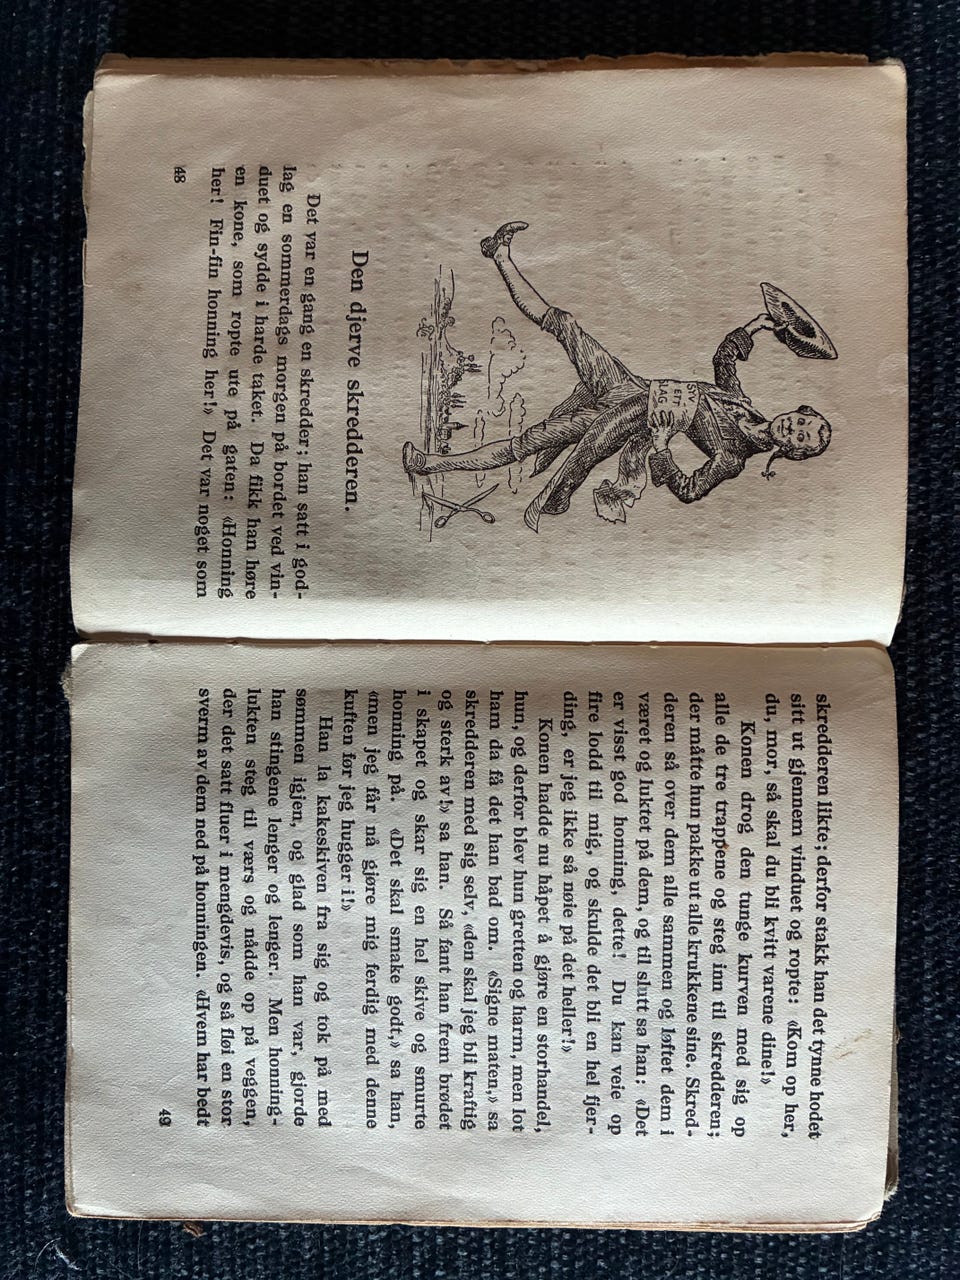 SYV
ETT
SLAG
Den djerve skredderen.
Det var en gang en skredder; han satt i god-
lag en sommerdags morgen på bordet ved vin-
duet og sydde i harde taket. Da fikk han høre
en kone, som ropte ute på gaten: «Honning
her! Fin-fin honning her!» Det var noget som
48
skredderen likte; derfor stakk han det tynne hodet
sitt ut gjennem vinduet og ropte: «Kom op her,
du, mor, så skal du bli kvitt varene dine!»
Konen drog den tunge kurven med sig op
alle de tre trappene og steg inn til skredderen;
der måtte hun pakke ut alle krukkene sine. Skred-
deren så over dem alle sammen og løftet dem i
været og luktet på dem, og til slutt sa han: «Det
er visst god honning, dette! Du kan veie op
fire lodd til mig, og skulde det bli en hel fjer-
ding, er jeg ikke så nøie på det heller!»
Konen hadde nu håpet å gjøre en storhandel,
hun, og derfor blev hun gretten og harm, men lot
ham da få det han bad om. «Signe maten,» sa
skredderen med sig selv, «den skal jeg bli kraftig
og sterk av!» sa han. Så fant han frem brødet
i skapet og skar sig en hel skive og smurte
honning på. «Det skal smake godt,» sa han,
«men jeg får nå gjøre mig ferdig med denne
kuften før jeg hugger i!»
Han la kakeskiven fra sig og tok på med
sømmen igjen, og glad som han var, gjorde
han stingene lenger og lenger. Men honning-
lukten steg til værs og nådde op på veggen,
der det satt fluer i mengdevis, og så fløi en stor
sverm av dem ned på honningen. «Hvem har bedt
49